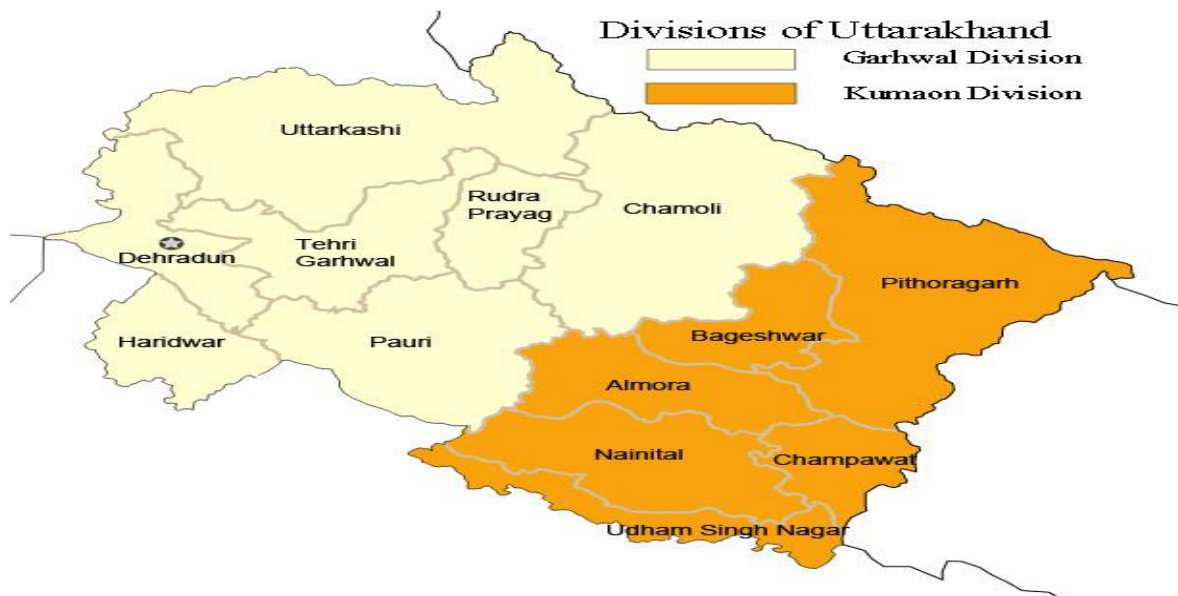 Divisions of Uttarakhand
Garhwal Division
Kumaon Division
Uttarkashi
Rudra
Prayag
Chamoli
Tehri
Garhwal
Dehradun
Pithoragarh
Haridwar
Pauri
Bageshwar
Almora
Nainital
Champawat
Udham Singh Nagar